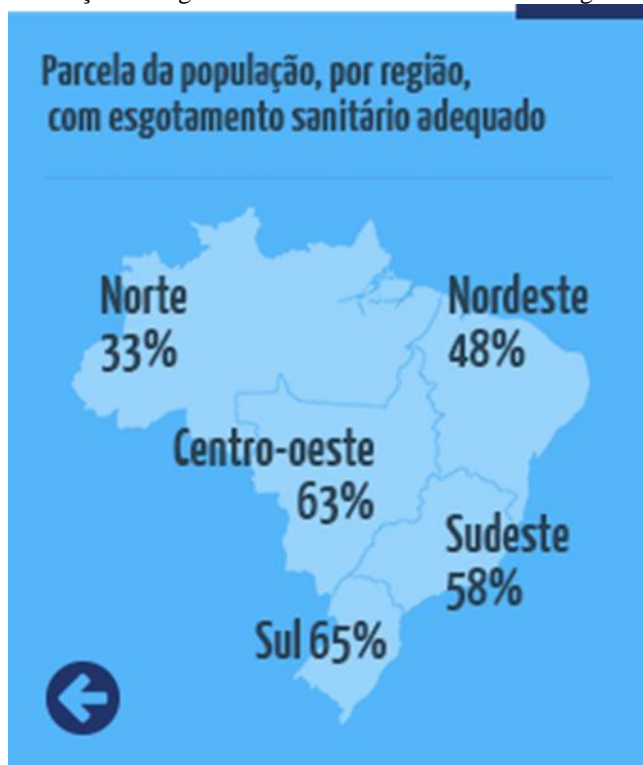 Parcela da população, por região,
com esgotamento sanitário adequado
Norte
33%
Nordeste
48%
Centro-oeste
63%
Sudeste
58%
Sul 65%